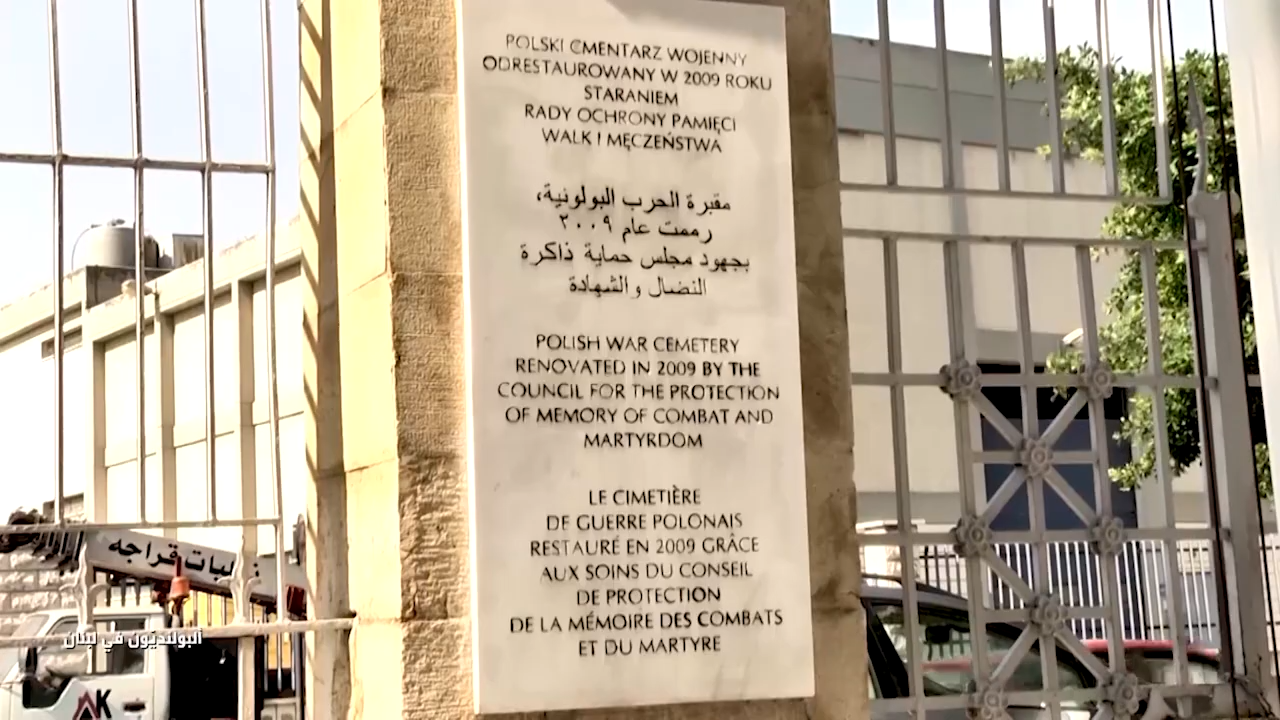 POLSKI CMENTARZ WOJENNY
ODRESTAUROWANY W 2009 ROKU
STARANIEM
RADY OCHRONY PAMIĘCI
WALK I MĘCZEŃSTWA
مقبرة الحرب البولونية،
رممت عام ٢٠٠٩
بجهود مجلس حماية ذاكرة
النضال والشهادة
POLISH WAR CEMETERY
RENOVATED IN 2009 BY THE
COUNCIL FOR THE PROTECTION
OF MEMORY OF COMBAT AND
MARTYRDOM
LE CIMETIÈRE
DE GUERRE POLONAIS
RESTAURÉ EN 2009 GRÂCE
AUX SOINS DU CONSEIL
DE PROTECTION
DE LA MÉMOIRE DES COMBATS
ET DU MARTYRE
قراجه
البولنديون في لبنان
AK